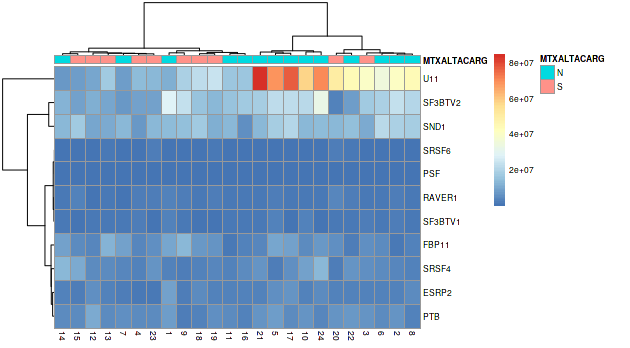 MTXALTACARG
MTXALTACARG
N
S
8e+07
6e+07
4e+07
2e+07
U11
SF3BTV2
SND1
SRSF6
PSF
RAVER1
SF3BTV1
FBP11
SRSF4
ESRP2
PTB
14 15 12 13 7 4 23 1 9 18 19 11 16 21 5 17 10 24 20 22 3 6 2 8